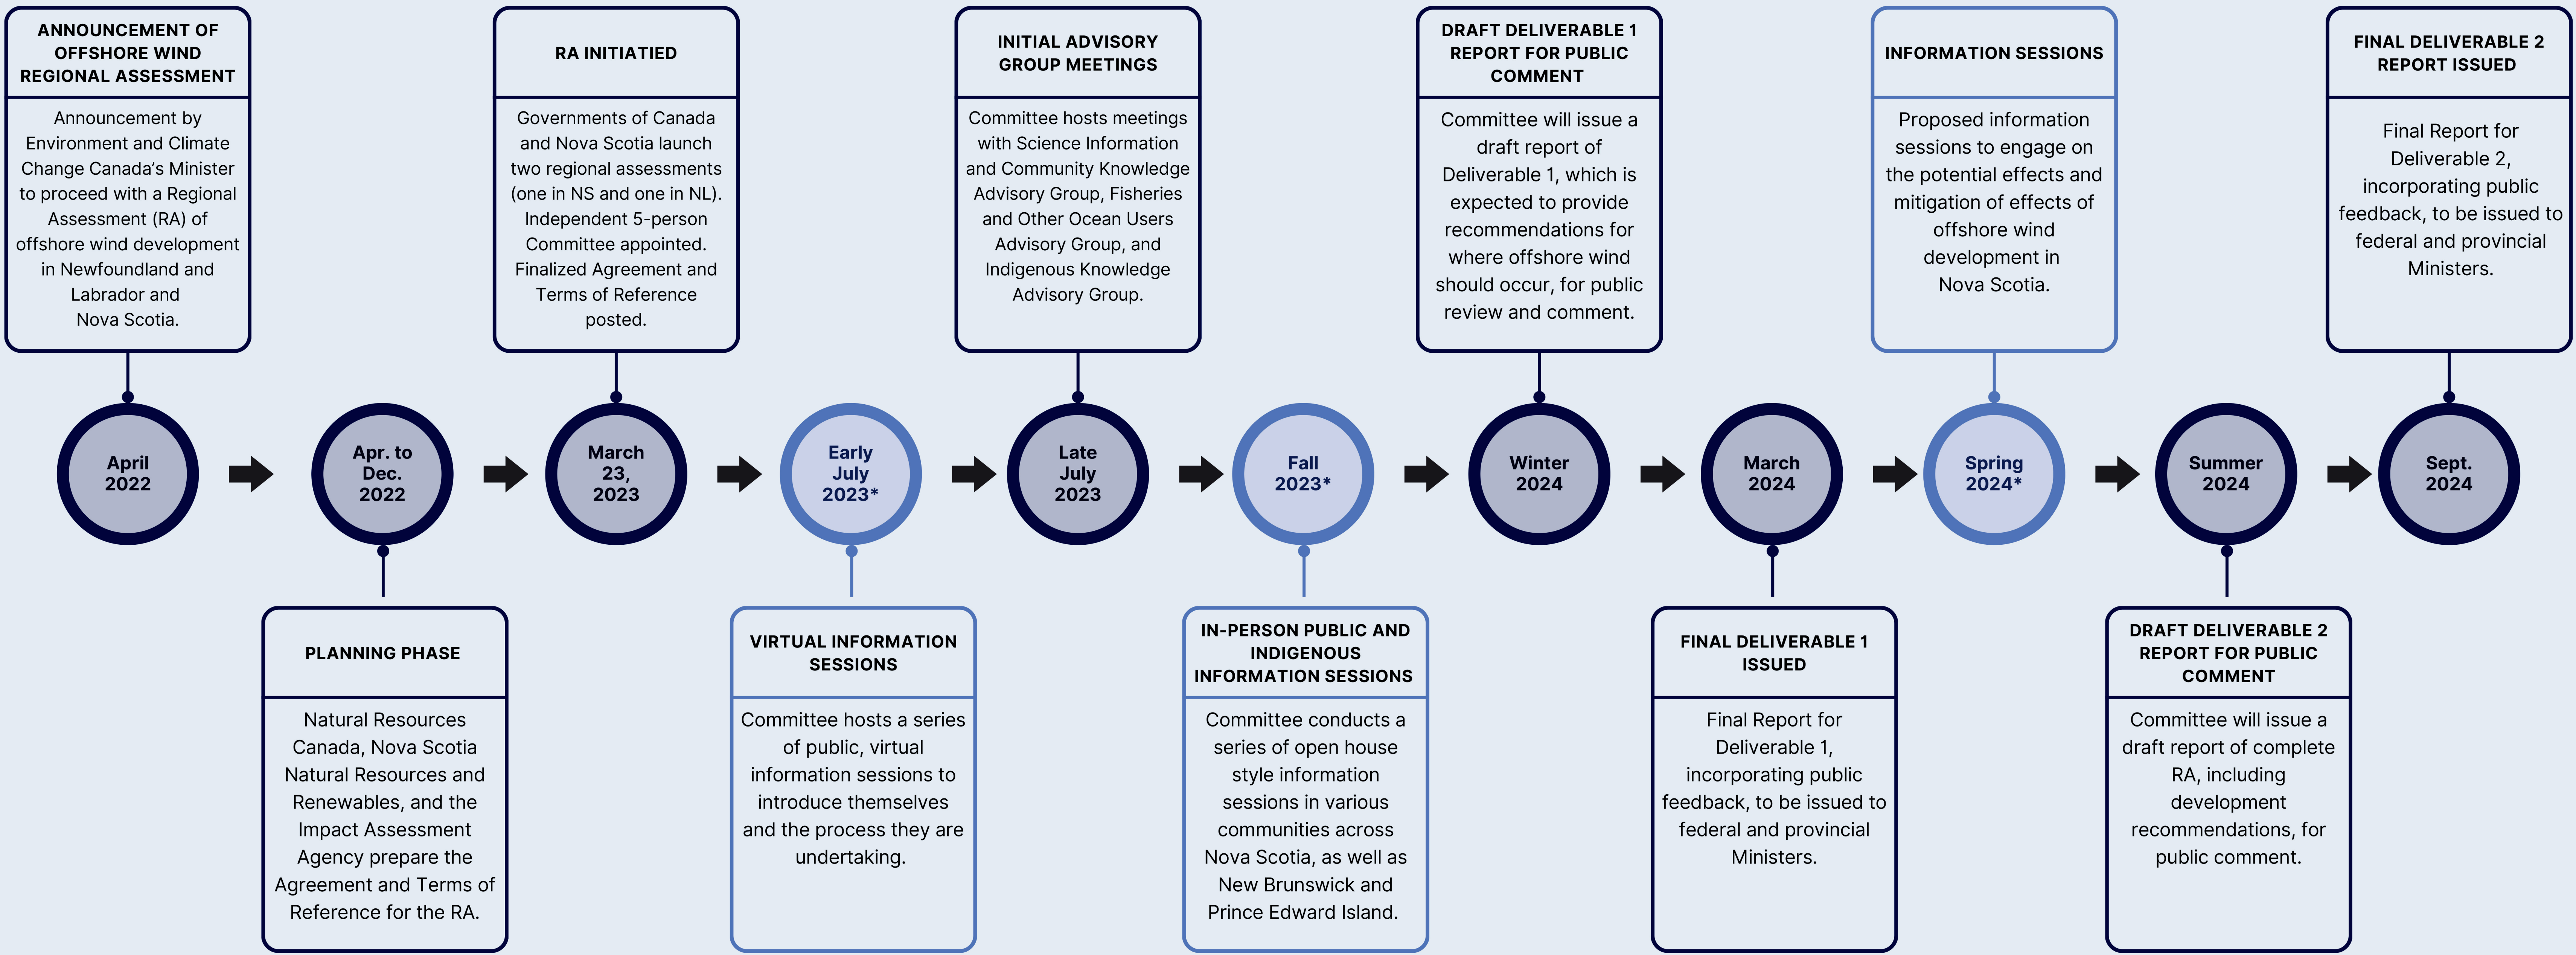 ANNOUNCEMENT OF
OFFSHORE WIND
REGIONAL ASSESSMENT
Announcement by
Environment and Climate
Change Canada’s Minister
to proceed with a Regional
Assessment (RA) of
offshore wind development
in Newfoundland and
Labrador and
Nova Scotia.
RA INITIATIED
Governments of Canada
and Nova Scotia launch
two regional assessments
(one in NS and one in NL).
Independent 5-person
Committee appointed.
Finalized Agreement and
Terms of Reference
posted.
INITIAL ADVISORY
GROUP MEETINGS
Committee hosts meetings
with Science Information
and Community Knowledge
Advisory Group, Fisheries
and Other Ocean Users
Advisory Group, and
Indigenous Knowledge
Advisory Group.
DRAFT DELIVERABLE 1
REPORT FOR PUBLIC
COMMENT
Committee will issue a
draft report of
Deliverable 1, which is
expected to provide
recommendations for
where offshore wind
should occur, for public
review and comment.
INFORMATION SESSIONS
Proposed information
sessions to engage on
the potential effects and
mitigation of effects of
offshore wind
development in
Nova Scotia.
FINAL DELIVERABLE 2
REPORT ISSUED
Final Report for
Deliverable 2,
incorporating public
feedback, to be issued to
federal and provincial
Ministers.
April
2022
Apr. to
Dec.
2022
March
23,
2023
Early
July
2023*
Late
July
2023
Fall
2023*
Winter
2024
March
2024
Spring
2024*
Summer
2024
Sept.
2024
PLANNING PHASE
Natural Resources
Canada, Nova Scotia
Natural Resources and
Renewables, and the
Impact Assessment
Agency prepare the
Agreement and Terms of
Reference for the RA.
VIRTUAL INFORMATION
SESSIONS
Committee hosts a series
of public, virtual
information sessions to
introduce themselves
and the process they are
undertaking.
IN-PERSON PUBLIC AND
INDIGENOUS
INFORMATION SESSIONS
Committee conducts a
series of open house
style information
sessions in various
communities across
Nova Scotia, as well as
New Brunswick and
Prince Edward Island.
FINAL DELIVERABLE 1
ISSUED
Final Report for
Deliverable 1,
incorporating public
feedback, to be issued to
federal and provincial
Ministers.
DRAFT DELIVERABLE 2
REPORT FOR PUBLIC
COMMENT
Committee will issue a
draft report of complete
RA, including
development
recommendations, for
public comment.